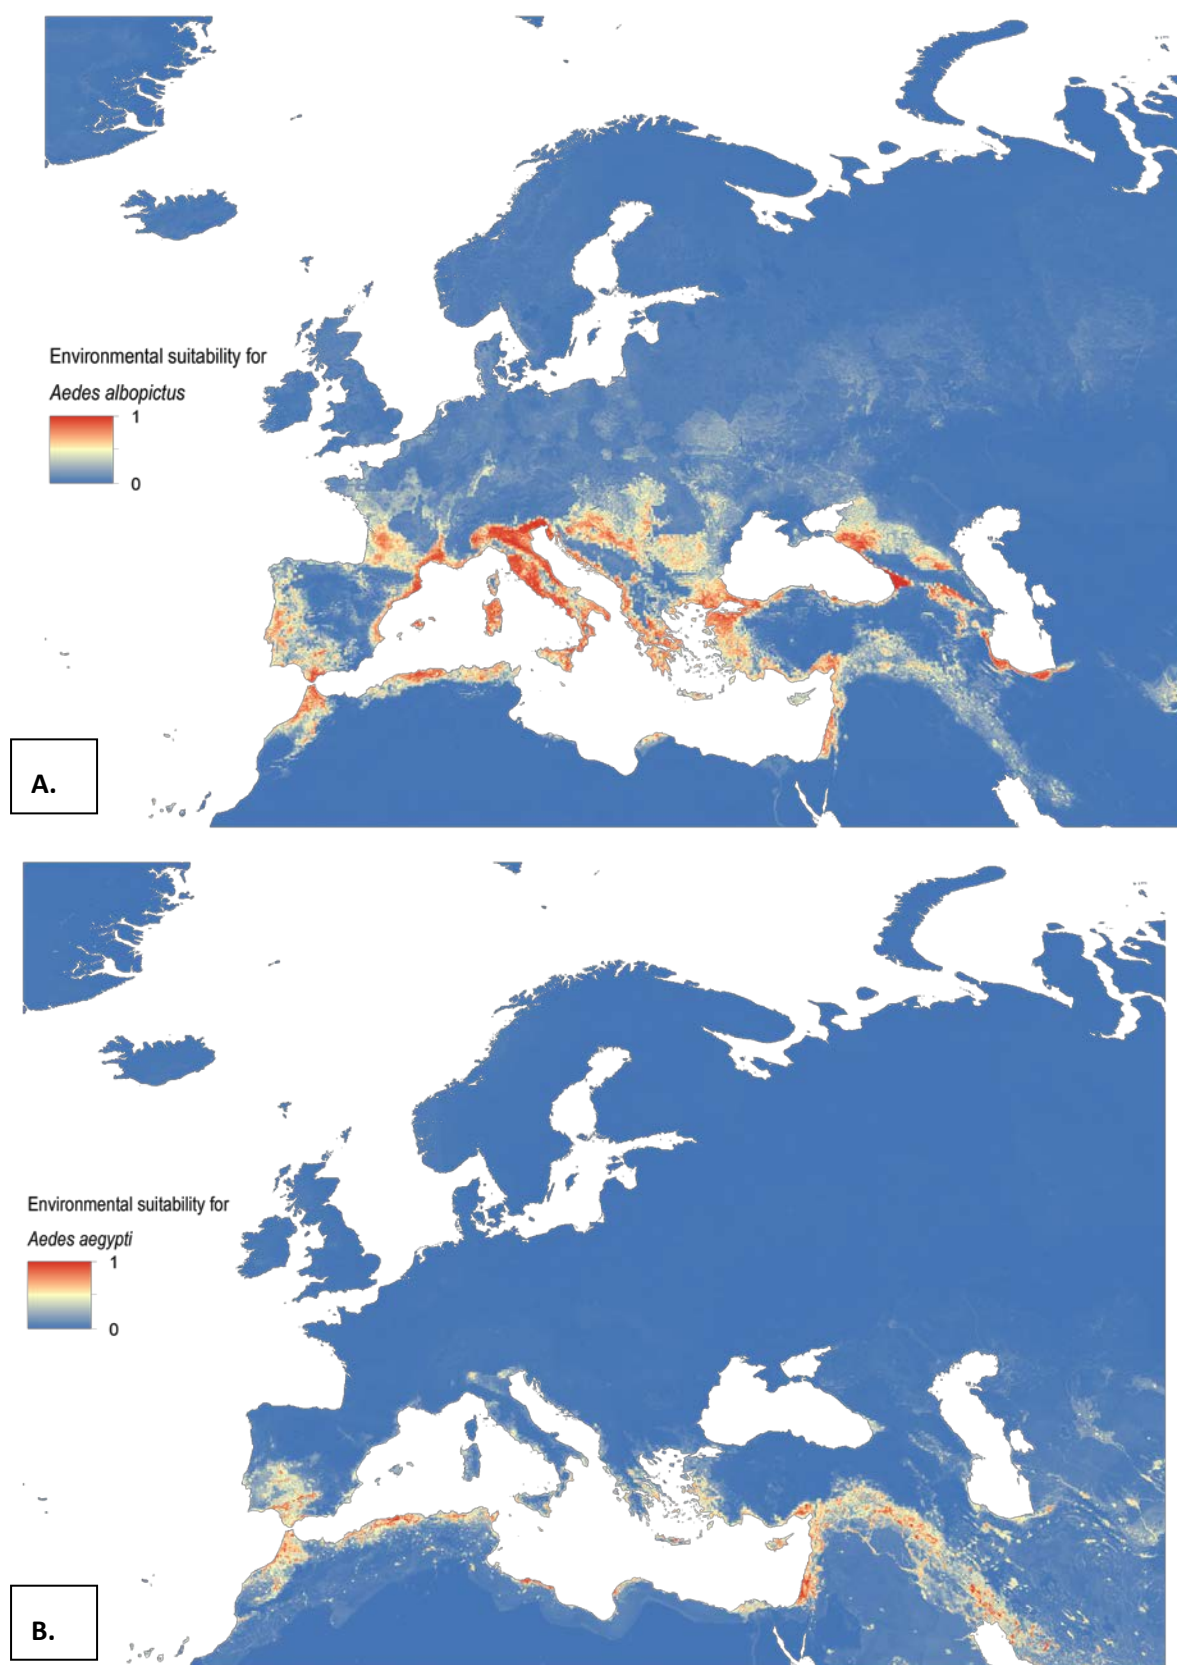 Environmental suitability for
Aedes albopictus
1
0
A.
Environmental suitability for
Aedes aegypti
1
0
B.